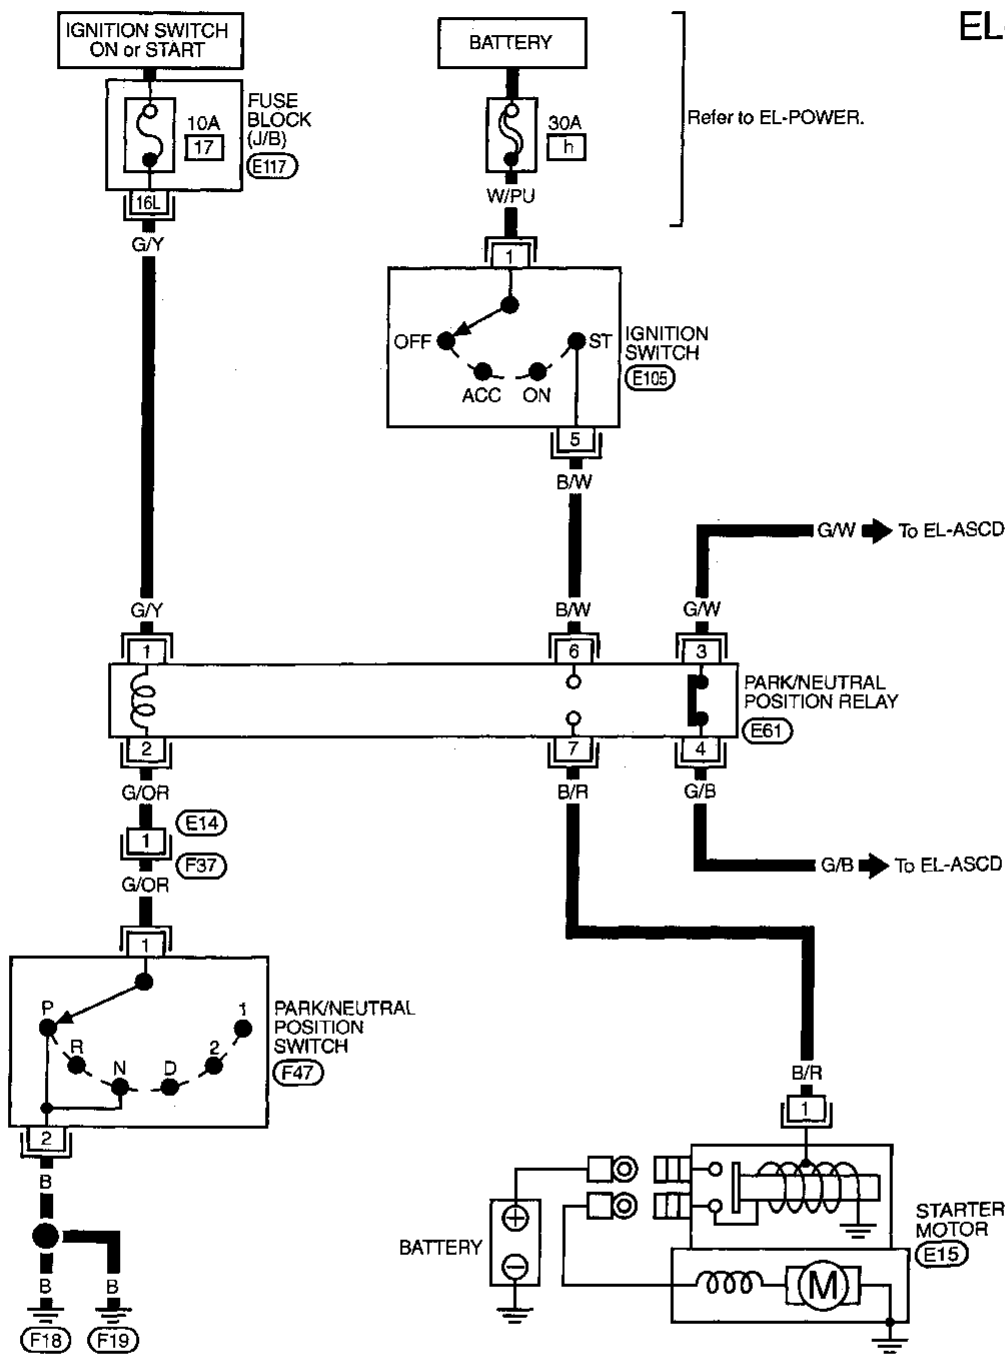 EL
IGNITION SWITCH
ON or START
BATTERY
FUSE
BLOCK
(J/B)
E117
10A
17
30A
h
Refer to EL-POWER.
16L
W/PU
G/Y
1
OFF
ST
ACC
ON
IGNITION
SWITCH
E105
5
B/W
G/W
To EL-ASCD
G/Y
B/W
G/W
1
6
3
PARK/NEUTRAL
POSITION RELAY
E61
2
7
4
G/OR
B/R
G/B
E14
1
F37
G/OR
G/B
To EL-ASCD
1
P
R
N
D
2
1
PARK/NEUTRAL
POSITION
SWITCH
F47
2
B
B
B
F18
F19
B/R
1
BATTERY
M
STARTER
MOTOR
E15